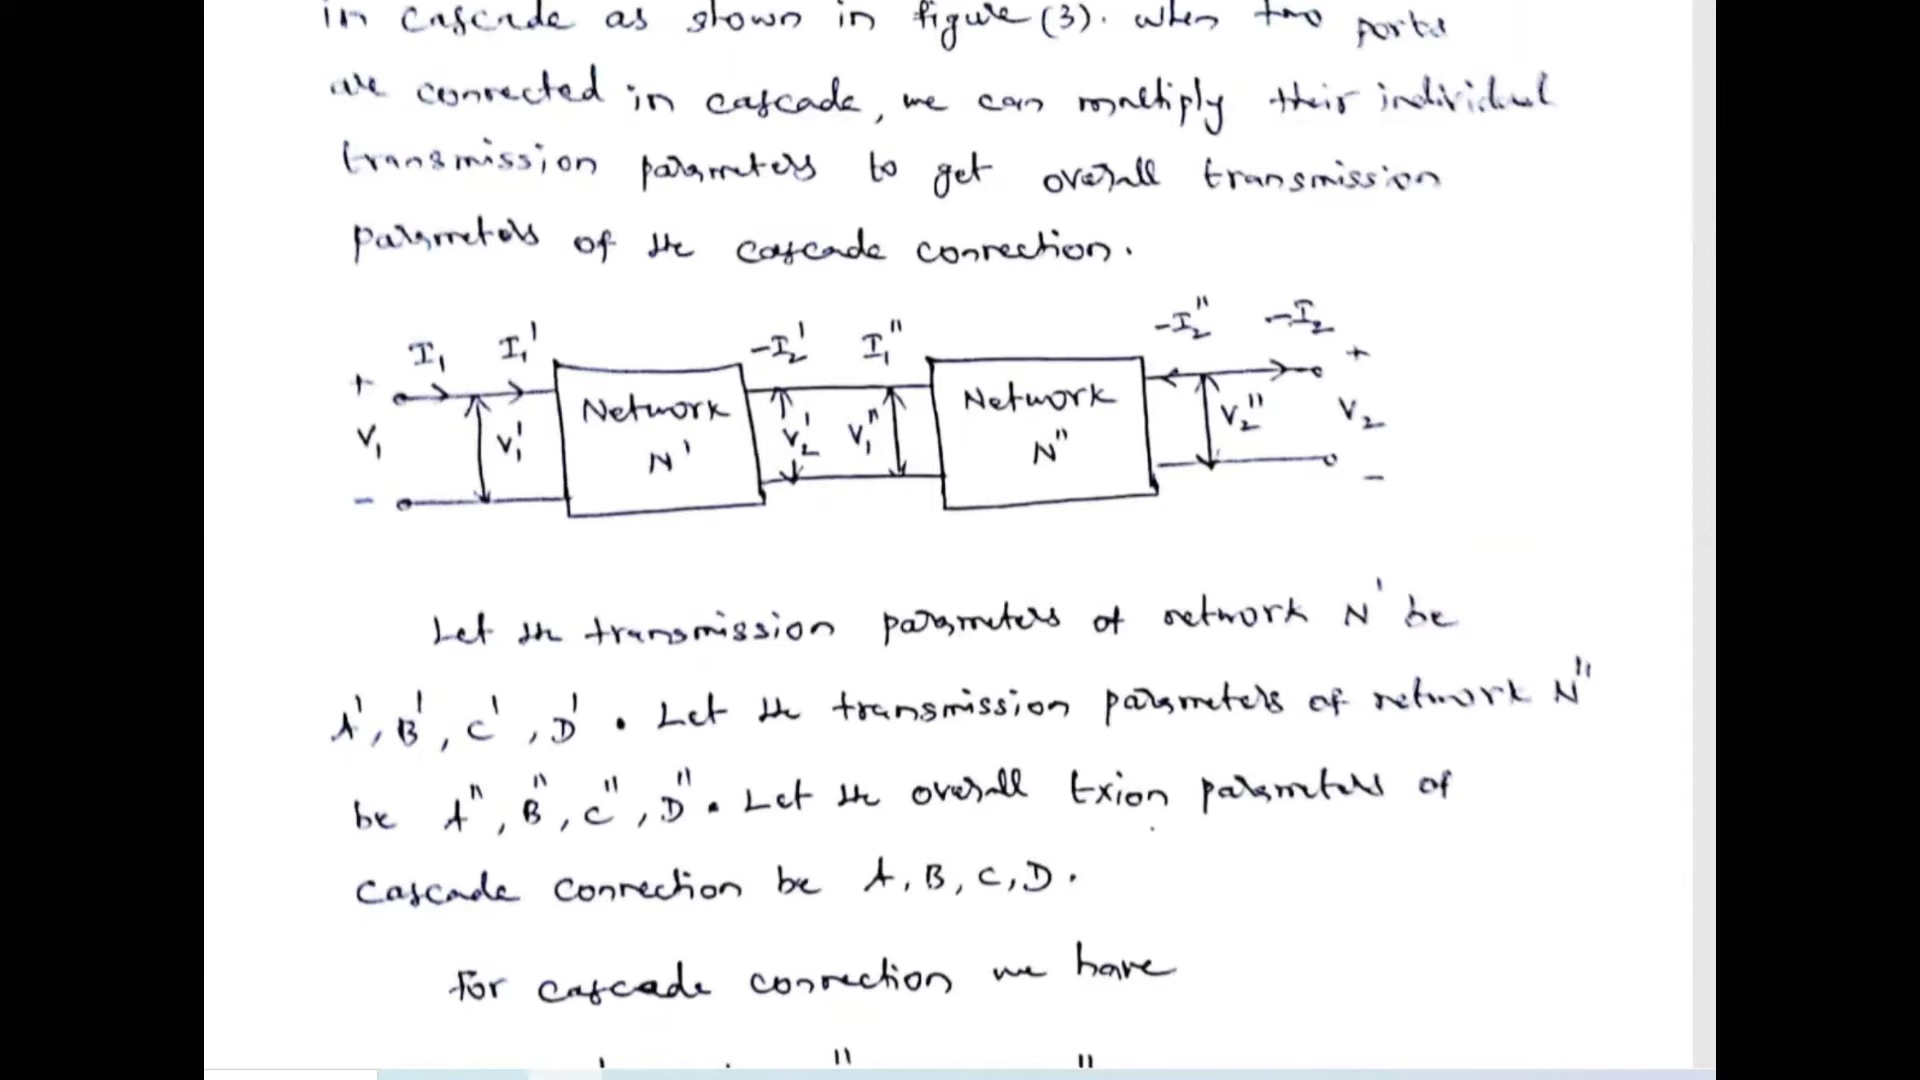 in cascade as shown in figure (3). When two ports
are connected in cascade, we can multiply their individual
transmission parameters to get overall transmission
parameters of the cascade connection.
I₁ I₁' -I₂' I₁" -I₂" -I₂
+ +
V₁ V₁' Network N' V₂' V₁" Network N" V₂" V₂
- -
Let the transmission parameters of network N' be
A', B', C', D'. Let the transmission parameters of network N"
be A", B", C", D". Let the overall txion parameters of
cascade connection be A, B, C, D.
For cascade connection we have